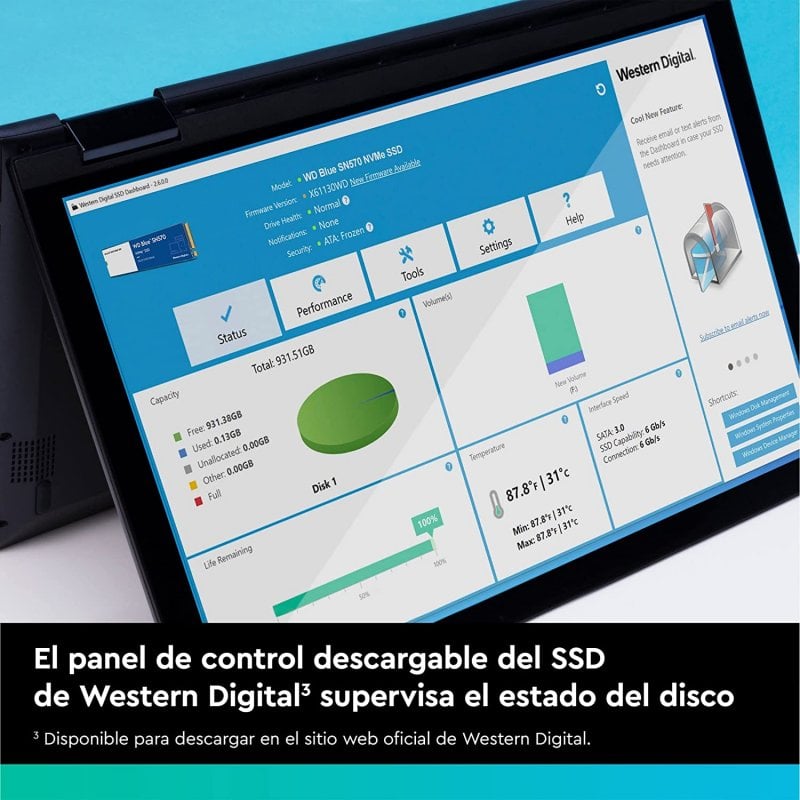 Western Digital SSD Dashboard - 2.6.0.0
Model: WD Blue SN570 NVMe SSD
Firmware Version: X61130WD New Firmware Available
Drive Health: Normal ?
Notifications: None
Security: ATA: Frozen ?
WD Blue SN570
Status
Performance
Tools
Settings
? Help
Western Digital.
Cool New Feature:
Receive email or text alerts from
the Dashboard in case your SSD
needs attention.
Subscribe to email alerts now
Shortcuts:
Windows Disk Management
Windows System Properties
Windows Device Manager
Capacity
Total: 931.51GB
Free: 931.38GB
Used: 0.13GB
Unallocated: 0.00GB
Other: 0.00GB
Full
Disk 1
Volume(s)
New Volume
(F:)
Life Remaining
100%
50%
100%
Temperature
87.8°F | 31°C
Min: 87.8°F | 31°C
Max: 87.8°F | 31°C
Interface Speed
SATA: 3.0
SSD Capability: 6 Gb/s
Connection: 6 Gb/s
El panel de control descargable del SSD
de Western Digital³ supervisa el estado del disco
³ Disponible para descargar en el sitio web oficial de Western Digital.